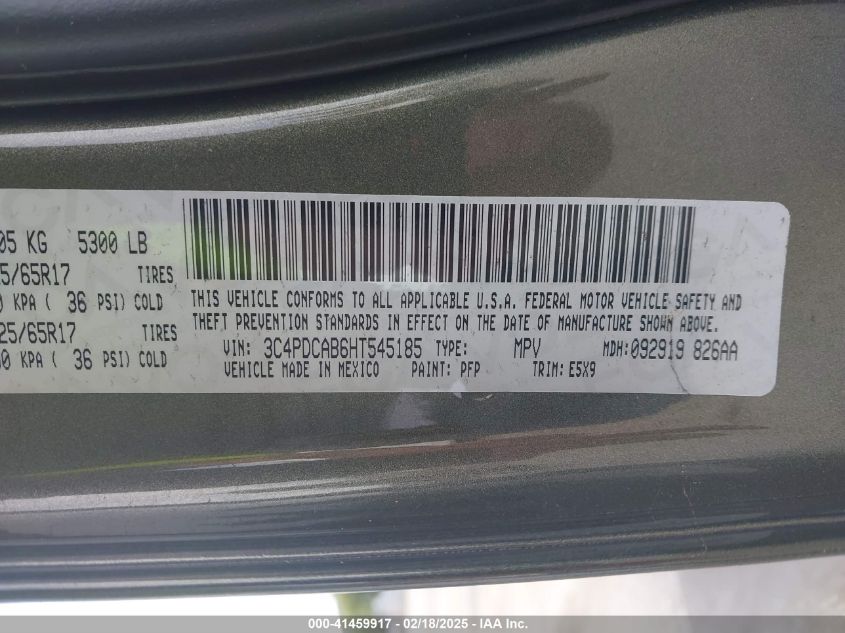 05 KG 5300 LB
5/65R17 TIRES
0 KPA ( 36 PSI) COLD
25/65R17 TIRES
0 KPA ( 36 PSI) COLD
THIS VEHICLE CONFORMS TO ALL APPLICABLE U.S.A. FEDERAL MOTOR VEHICLE SAFETY AND
THEFT PREVENTION STANDARDS IN EFFECT ON THE DATE OF MANUFACTURE SHOWN ABOVE.
VIN: 3C4PDCAB6HT545185 TYPE: MPV MDH:092919 826AA
VEHICLE MADE IN MEXICO PAINT: PFP TRIM: E5X9
000-41459917 - 02/18/2025 - IAA Inc.